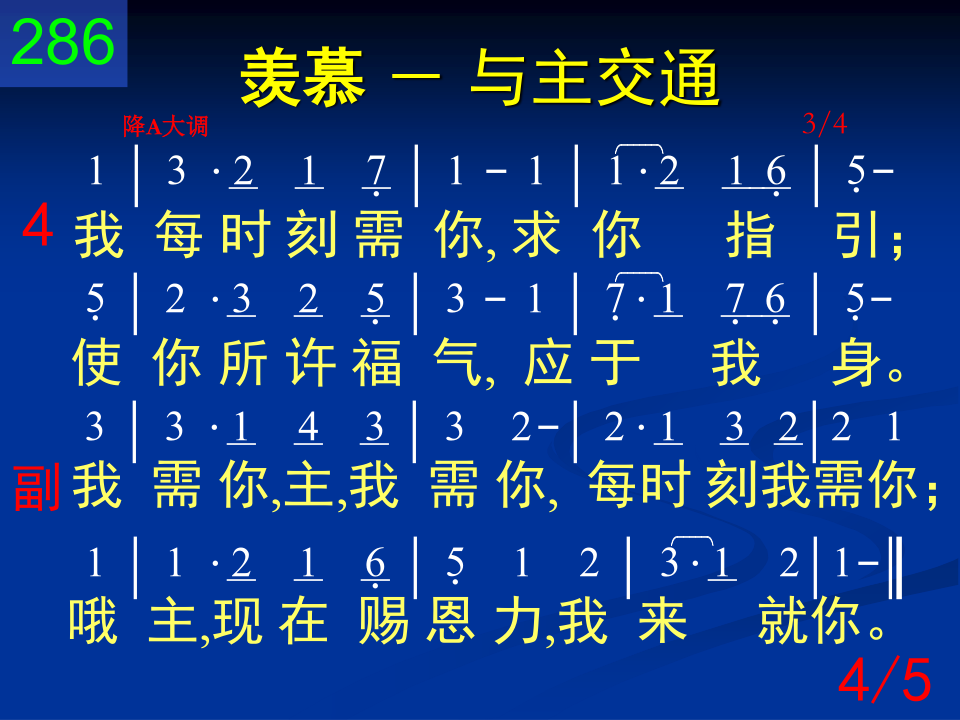 286
羡慕 － 与主交通
降A大调 3/4
1 | 3 · 2 1 7 | 1 - 1 | 1 · 2 1 6 | 5 -
4 我 每 时 刻 需 你, 求 你 指 引；
5 | 2 · 3 2 5 | 3 - 1 | 7 · 1 7 6 | 5 -
使 你 所 许 福 气, 应 于 我 身。
3 | 3 · 1 4 3 | 3 2 - | 2 · 1 3 2 | 2 1
副 我 需 你,主,我 需 你, 每时 刻我需你；
1 | 1 · 2 1 6 | 5 1 2 | 3 · 1 2 | 1 - ‖
哦 主,现 在 赐 恩 力,我 来 就你。
4/5